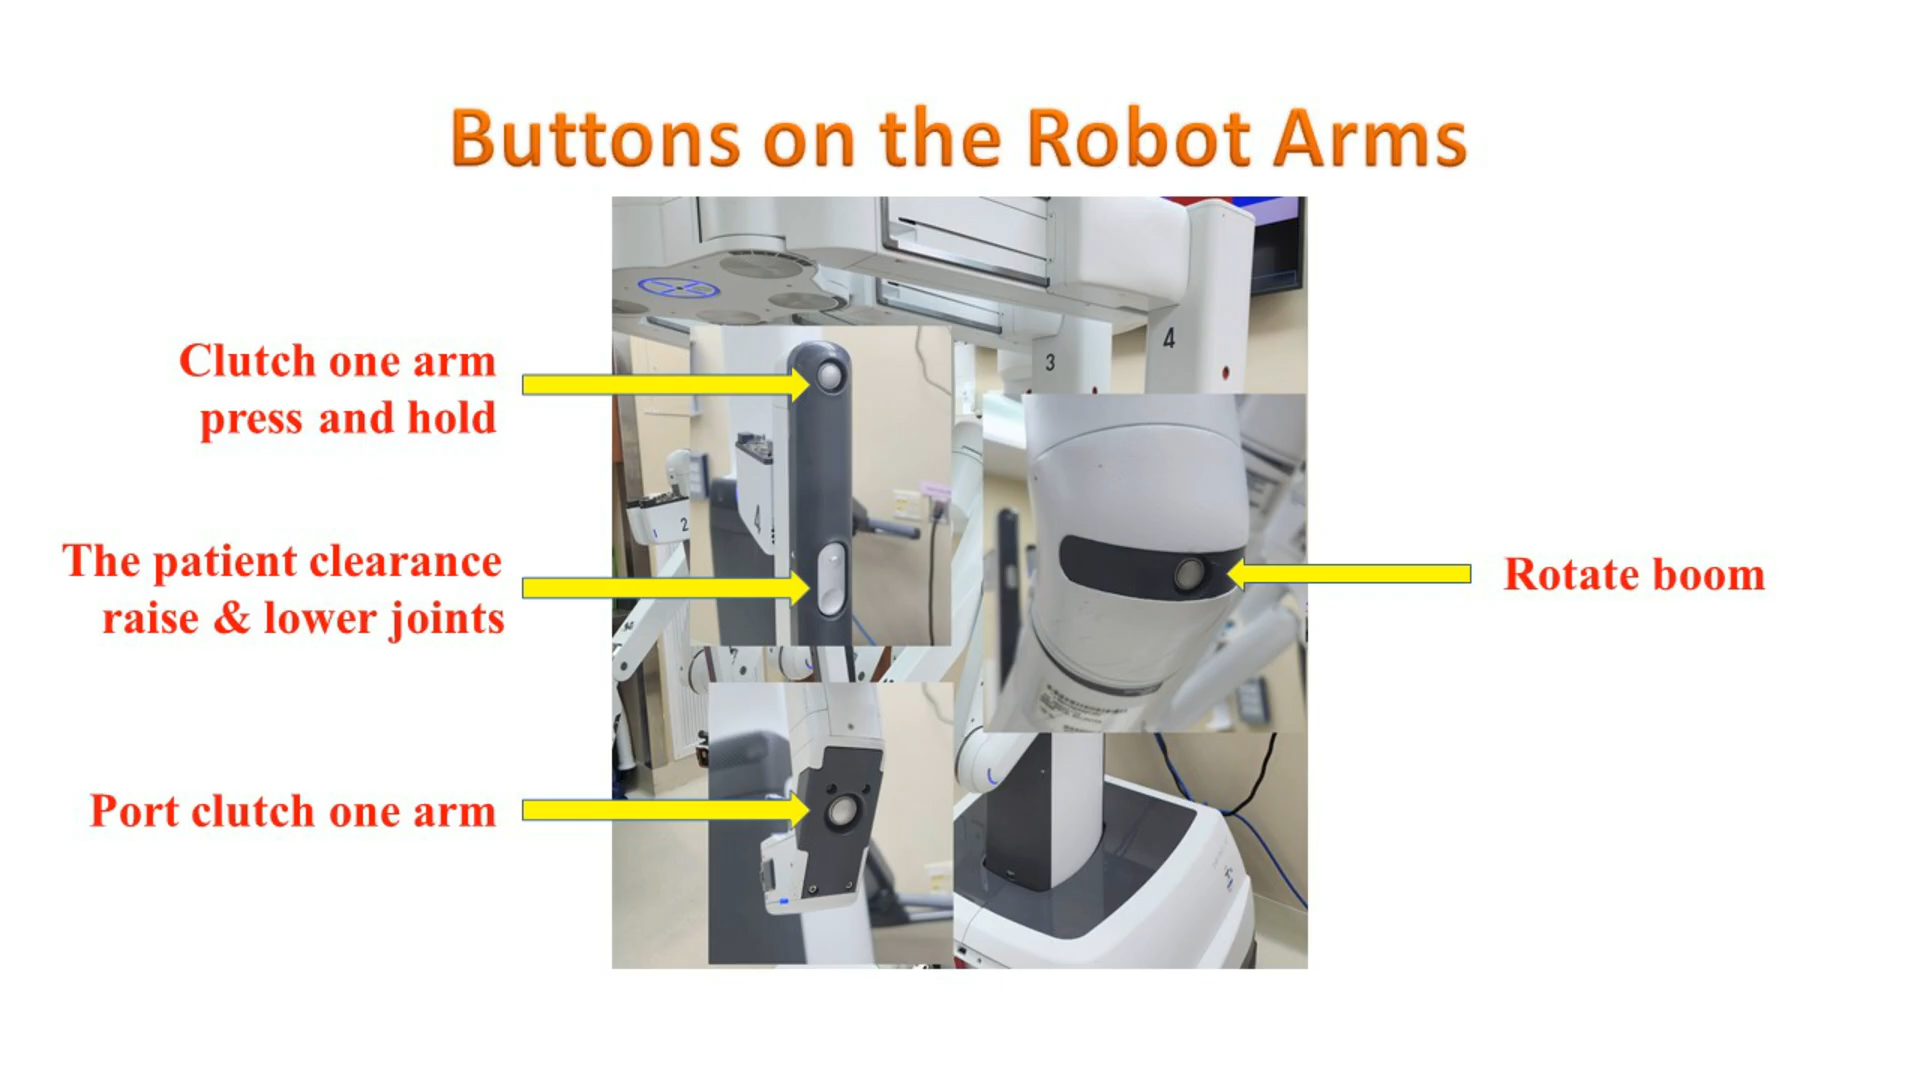 Buttons on the Robot Arms
Clutch one arm
press and hold
The patient clearance
raise & lower joints
Port clutch one arm
Rotate boom
3
4
2
4